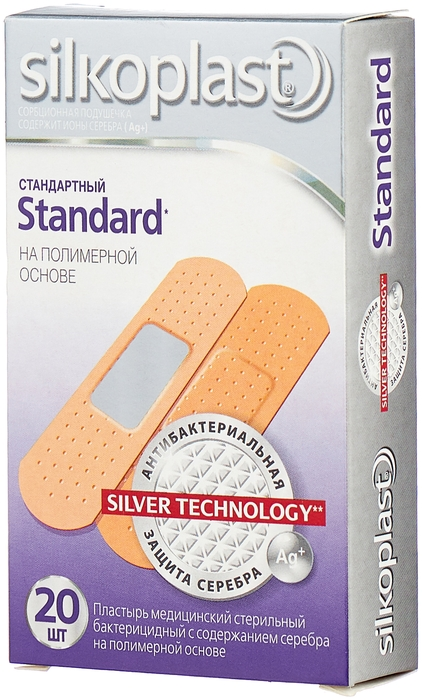 silkoplast®
СОРБЦИОННАЯ ПОДУШЕЧКА
СОДЕРЖИТ ИОНЫ СЕРЕБРА (Ag+)
СТАНДАРТНЫЙ
Standard*
НА ПОЛИМЕРНОЙ
ОСНОВЕ
АНТИБАКТЕРИАЛЬНАЯ
SILVER TECHNOLOGY**
ЗАЩИТА СЕРЕБРА
Ag+
20
ШТ
Пластырь медицинский стерильный
бактерицидный с содержанием серебра
на полимерной основе
Standard
АНТИБАКТЕРИАЛЬНАЯ
SILVER TECHNOLOGY**
ЗАЩИТА СЕРЕБРА
Ag+
silkoplast®